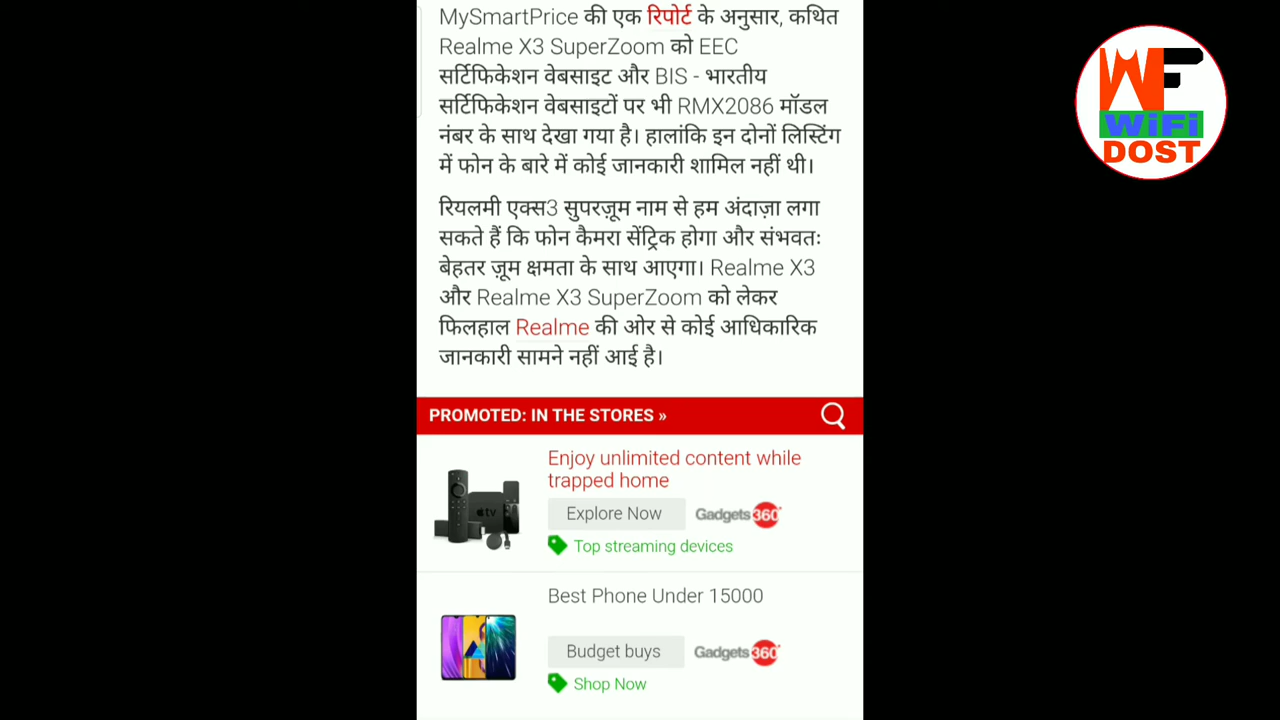 MySmartPrice की एक रिपोर्ट के अनुसार, कथित
Realme X3 SuperZoom को EEC
सर्टिफिकेशन वेबसाइट और BIS - भारतीय
सर्टिफिकेशन वेबसाइटों पर भी RMX2086 मॉडल
नंबर के साथ देखा गया है। हालांकि इन दोनों लिस्टिंग
में फोन के बारे में कोई जानकारी शामिल नहीं थी।
रियलमी एक्स3 सुपरज़ूम नाम से हम अंदाज़ा लगा
सकते हैं कि फोन कैमरा सेंट्रिक होगा और संभवतः
बेहतर ज़ूम क्षमता के साथ आएगा। Realme X3
और Realme X3 SuperZoom को लेकर
फिलहाल Realme की ओर से कोई आधिकारिक
जानकारी सामने नहीं आई है।
PROMOTED: IN THE STORES »
Enjoy unlimited content while
trapped home
Explore Now Gadgets 360°
Top streaming devices
tv
Best Phone Under 15000
Budget buys Gadgets 360°
Shop Now
WF
WiFi
DOST